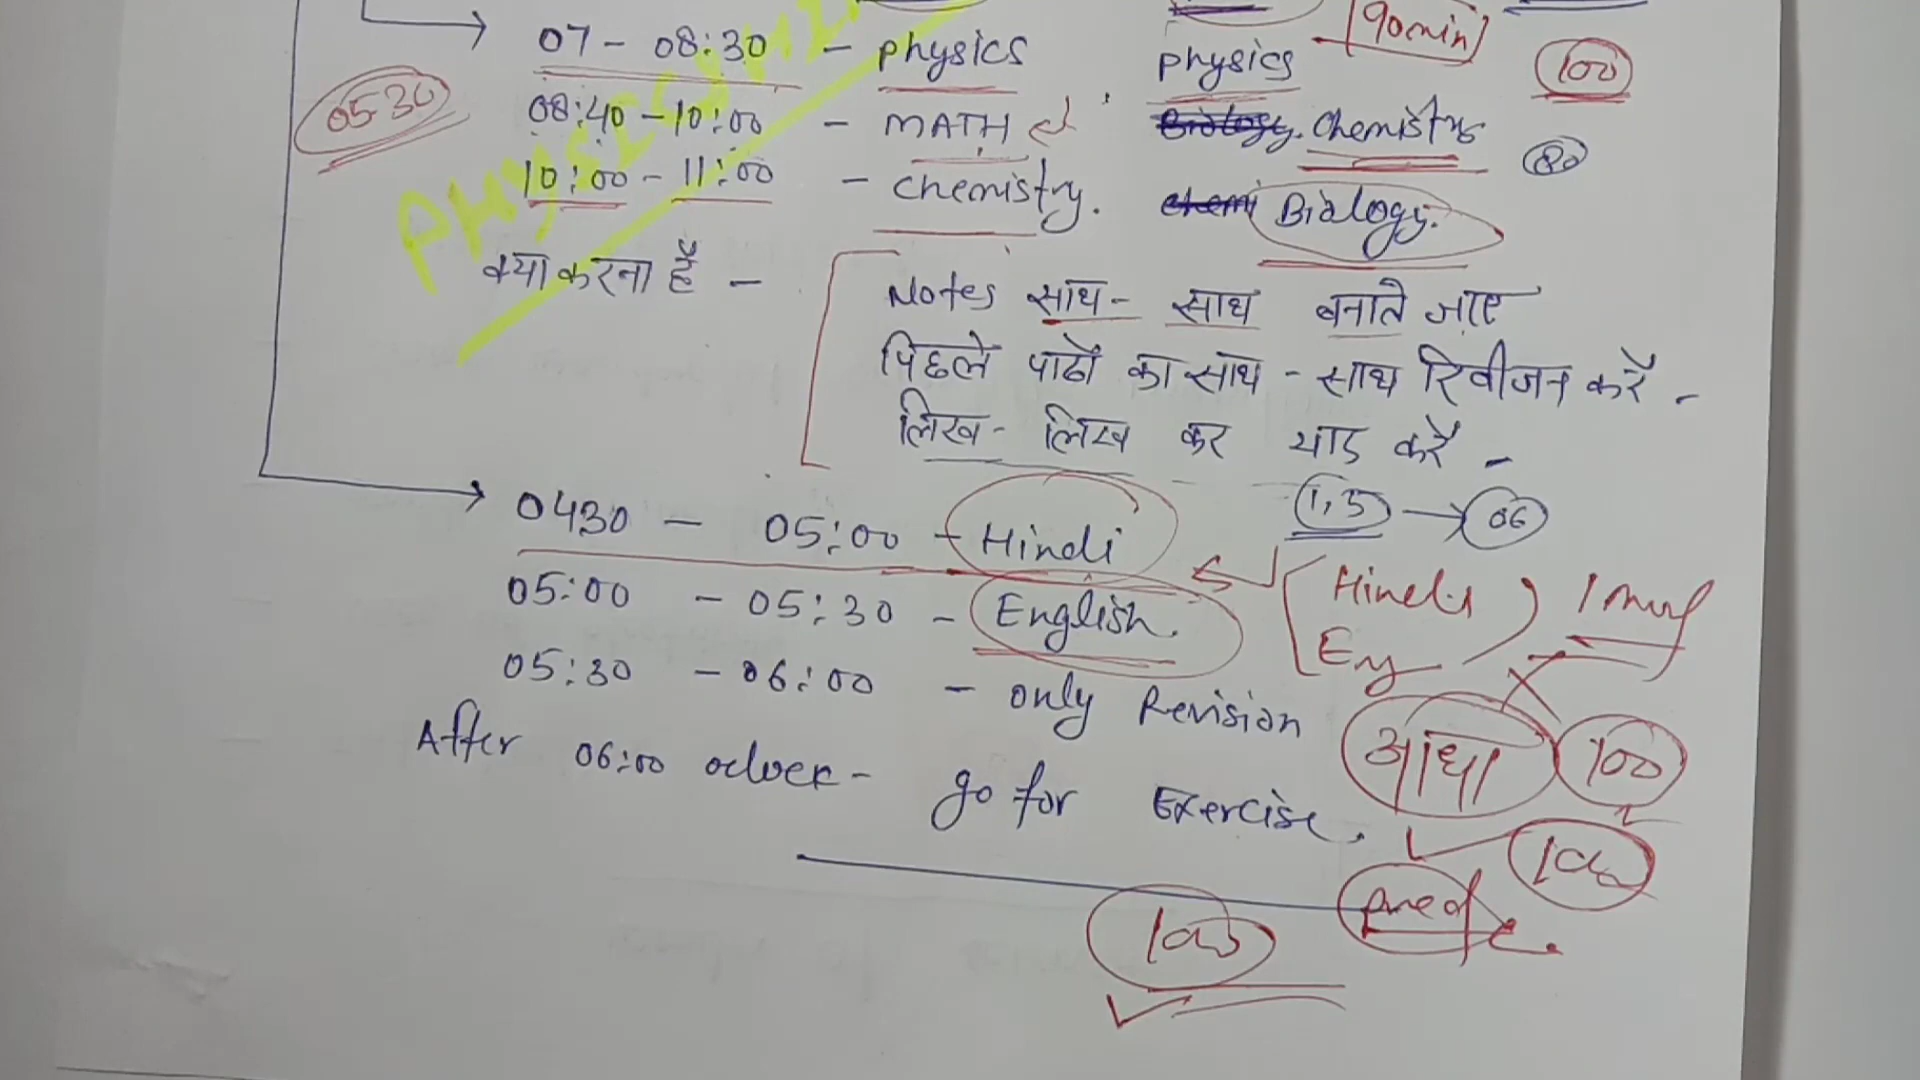 07 - 08:30 - physics physics 90min 100
05-30
08:40 - 10:00 - MATH Biology. chemistry 80
10:00 - 11:00 - chemistry. chemi Biology.
क्या करना है - Notes साथ - साथ बनाते जाए
पिछले पाठों का साथ - साथ रिवीजन करें -
लिख - लिख कर याद करें -
0430 - 05:00 - Hindi 1,5 → 06
05:00 - 05:30 - English. Hindi
Eng
05:30 - 06:00 - only Revision
आधा 100
After 06:00 - go for Exercise.
100
100